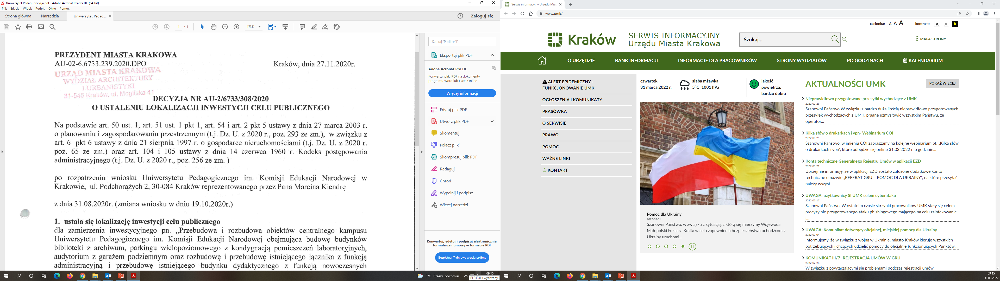 Uniwersytet Pedag.-decyzja.pdf - Adobe Acrobat Reader DC (64-bit)
Plik Edycja Widok Podpis Okno Pomoc
Strona główna Narzędzia Uniwersytet Pedag.... × Zaloguj się
1 / 1 173%
PREZYDENT MIASTA KRAKOWA
AU-02-6.6733.239.2020.DPO
Kraków, dnia 27.11.2020r.
URZĄD MIASTA KRAKOWA
WYDZIAŁ ARCHITEKTURY
I URBANISTYKI
31-545 Kraków, ul. Mogilska 41
DECYZJA NR AU-2/6733/308/2020
O USTALENIU LOKALIZACJI INWESTYCJI CELU PUBLICZNEGO
Na podstawie art. 50 ust. 1, art. 51 ust. 1 pkt 1, art. 54 i art. 2 pkt 5 ustawy z dnia 27 marca 2003 r.
o planowaniu i zagospodarowaniu przestrzennym (t.j. Dz. U. z 2020 r., poz. 293 ze zm.), w związku z
art. 6 pkt 6 ustawy z dnia 21 sierpnia 1997 r. o gospodarce nieruchomościami (t.j. Dz. U. z 2020 r.
poz. 65 ze zm.) oraz art. 104 i 105 ustawy z dnia 14 czerwca 1960 r. Kodeks postępowania
administracyjnego (t.j. Dz. U. z 2020 r., poz. 256 ze zm. )
po rozpatrzeniu wniosku Uniwersytetu Pedagogicznego im. Komisji Edukacji Narodowej w
Krakowie, ul. Podchorążych 2, 30-084 Kraków reprezentowanego przez Pana Marcina Kiendrę
z dnia 31.08.2020r. (zmiana wniosku w dniu 19.10.2020r.)
1. ustala się lokalizację inwestycji celu publicznego
dla zamierzenia inwestycyjnego pn. „Przebudowa i rozbudowa obiektów centralnego kampusu
Uniwersytetu Pedagogicznego im. Komisji Edukacji Narodowej obejmująca budowę budynków
biblioteki z archiwum, parkingu wielopoziomowego z kondygnacją pomieszczeń laboratoryjnych,
audytorium z garażem podziemnym oraz rozbudowę i przebudowę istniejącego łącznika z funkcją
administracyjną i przebudowę istniejącego budynku dydaktycznego z funkcją nowoczesnych
Szukaj 'Podkreśl'
Eksportuj plik PDF
Adobe Acrobat Pro DC
Konwertuj pliki PDF na dokumenty
programu Word lub Excel Online
Więcej informacji
Edytuj plik PDF
Utwórz plik PDF
Skomentuj
Połącz pliki
Skompresuj plik PDF
Redaguj
Chroń
Wypełnij i podpisz
Więcej narzędzi
Konwertuj, edytuj i podpisuj elektronicznie
formularze i umowy w formacie PDF
Bezpłatna, 7-dniowa wersja próbna
3°C Przew. pochmur.
09:15
PL2493H: wyciszony
Serwis informacyjny Urzędu Mias ×
www.umk/
czcionka: A A A kontrast: A A A
Kraków
SERWIS INFORMACYJNY
Urzędu Miasta Krakowa
Szukaj...
MAPA STRONY
O URZĘDZIE BANK INFORMACJI INFORMACJE DLA PRACOWNIKÓW STRONY WYDZIAŁÓW PO GODZINACH KALENDARIUM
ALERT EPIDEMICZNY -
FUNKCJONOWANIE UMK
OGŁOSZENIA I KOMUNIKATY
PRASÓWKA
O SERWISIE
PRAWO
POMOC
WAŻNE LINKI
KONTAKT
czwartek,
31 marca 2022 r.
słaba mżawka
5°C 1001 hPa
jakość
powietrza:
bardzo dobra
Pomoc dla Ukrainy
2022-03-01
Szanowni Państwo, w związku z sytuacją, z którą się mierzymy Wojewoda
Małopolski Łukasza Kmita w celu zapewnienia bezpieczeństwa uchodźcom z
Ukrainy uruchomi...
AKTUALNOŚCI UMK
POKAŻ WIĘCEJ
Nieprawidłowo przygotowane przesyłki wychodzące z UMK
2022-03-28
Szanowni Państwo W związku z bardzo dużą ilością nieprawidłowo przygotowanych
przesyłek wychodzących z UMK, pragnę uzmysłowić wszystkim Państwu, że
operator...
Kilka słów o drukarkach i vpn- Webinarium COI
2022-03-25
Szanowni Państwo, w imieniu COI zapraszamy na kolejne webinarium pt. „Kilka słów
o drukarkach i vpn”, które odbędzie się online 31.03.2022 r. o godzinie...
Konta techniczne Generalnego Rejestru Umów w aplikacji EZD
2022-03-21
Uprzejmie informuję, że w aplikacji EZD zostało założone dodatkowe konto
techniczne o nazwie „REFERAT GRU – POMOC DLA UKRAINY”, na które przesyłać
należy wszyst...
UWAGA: użytkownicy SI UMK celem cyberataku
2022-03-17
Szanowni Państwo, W ostatnim czasie skrzynki pracowników UMK stały się celem
precyzyjnie przygotowanego ataku phishingowego mającego na celu zainfekowanie
i...
UWAGA: Komunikat dotyczący oficjalnej, miejskiej pomocy dla Ukrainy
2022-03-04
Informujemy, że w związku z wojną w Ukrainie, miasto Kraków kieruje wszystkich
potrzebujących i chcących udzielić pomocy do oficjalnie funkcjonujących Punktów,...
KOMUNIKAT III/7- REJESTRACJA UMÓW W GRU
2022-02-28
W związku z powtarzającymi się problemami podczas rejestracji umów
09:15
31.03.2022